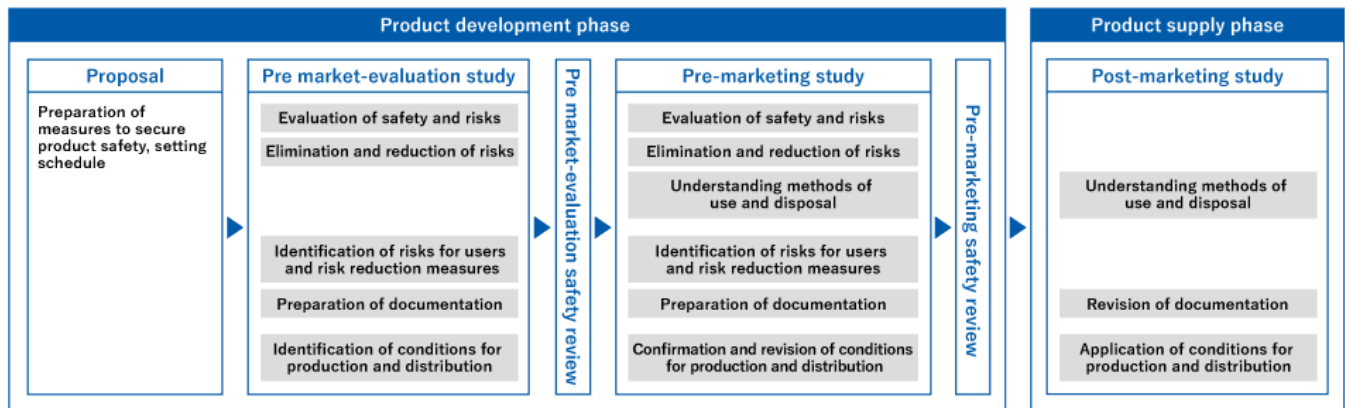 Product development phase
Product supply phase
Proposal
Preparation of
measures to secure
product safety, setting
schedule
Pre market-evaluation study
Evaluation of safety and risks
Elimination and reduction of risks
Identification of risks for users
and risk reduction measures
Preparation of documentation
Identification of conditions for
production and distribution
Pre market-evaluation safety review
Pre-marketing study
Evaluation of safety and risks
Elimination and reduction of risks
Understanding methods of
use and disposal
Identification of risks for users
and risk reduction measures
Preparation of documentation
Confirmation and revision of conditions
for production and distribution
Pre-marketing safety review
Post-marketing study
Understanding methods of
use and disposal
Revision of documentation
Application of conditions for
production and distribution